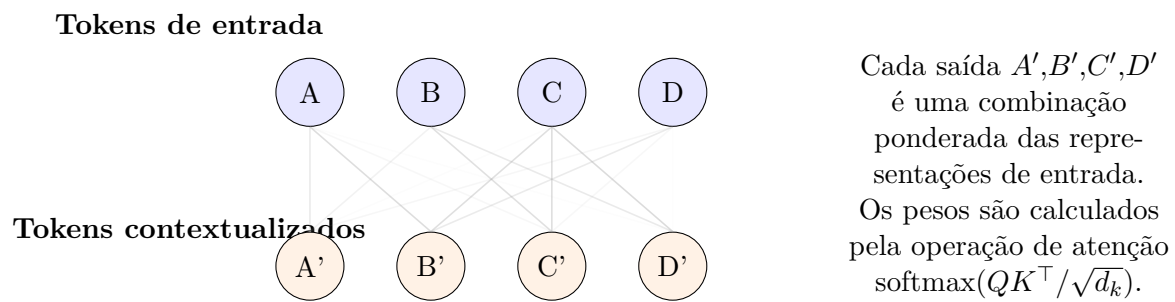 Tokens de entrada
A B C D
Tokens contextualizados
A' B' C' D'
Cada saída A′,B′,C′,D′
é uma combinação
ponderada das repre-
sentações de entrada.
Os pesos são calculados
pela operação de atenção
softmax(QK⊤/√dₖ).